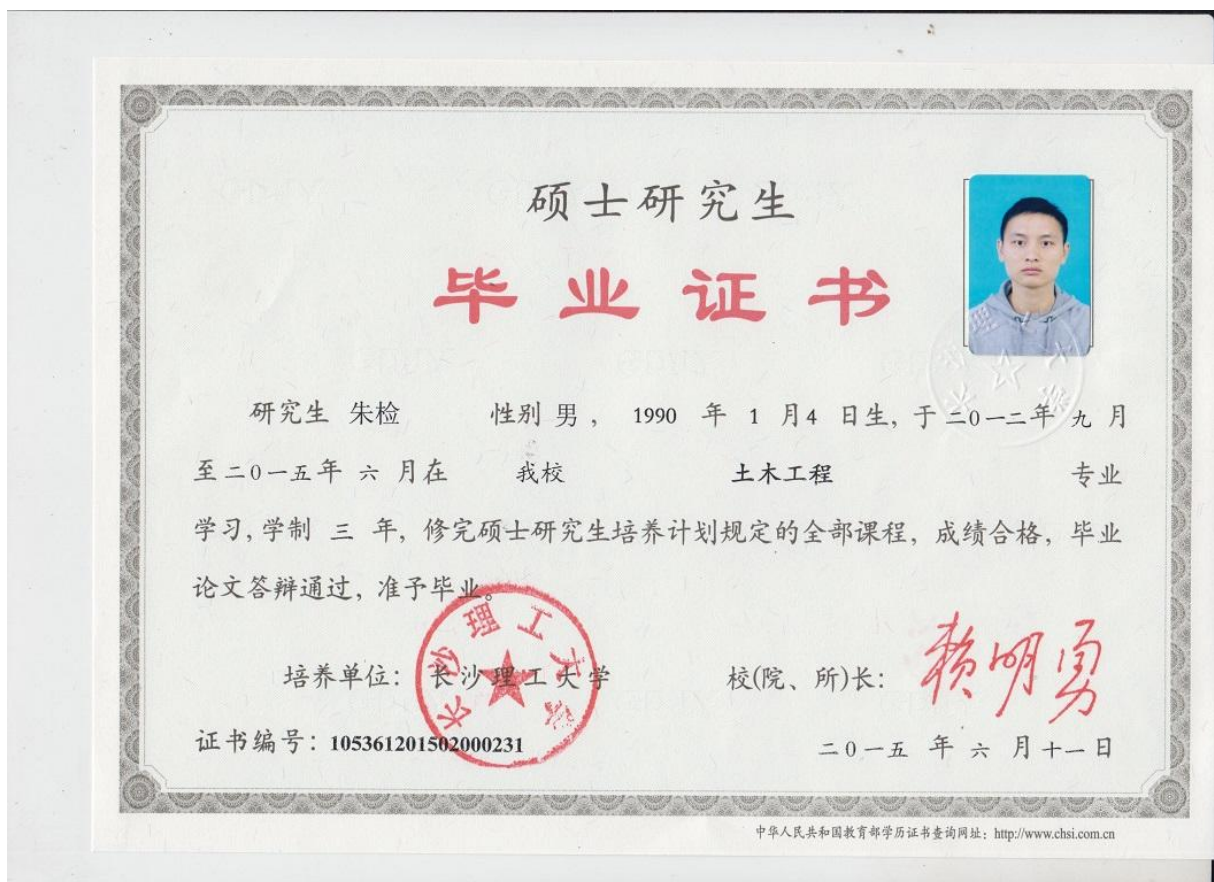 硕士研究生
毕业证书
研究生 朱检 性别 男, 1990 年 1 月4 日生, 于二0一二年 九 月
至二0一五年 六 月在 我校 土木工程 专业
学习, 学制 三 年, 修完硕士研究生培养计划规定的全部课程, 成绩合格, 毕业
论文答辩通过, 准予毕业。
长沙理工大学
培养单位: 长沙理工大学 校(院、所)长: 赖明勇
证书编号: 105361201502000231 二0一五 年 六 月十一日
中华人民共和国教育部学历证书查询网址: http://www.chsi.com.cn